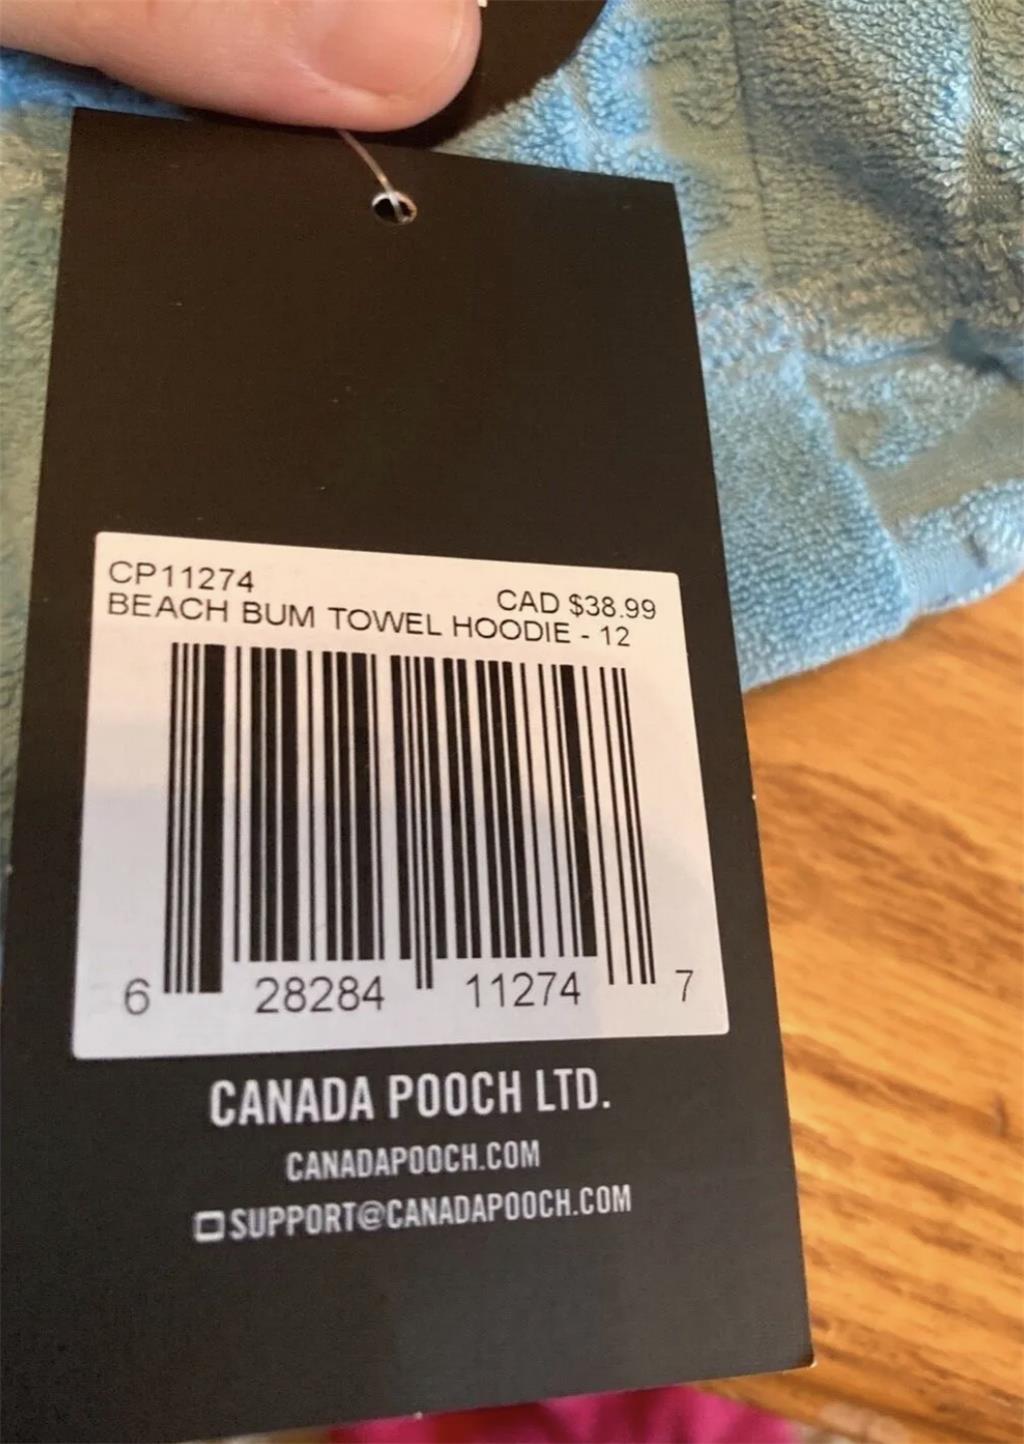 CP11274
CAD $38.99
BEACH BUM TOWEL HOODIE - 12
6 28284 11274 7
CANADA POOCH LTD.
CANADAPOOCH.COM
SUPPORT@CANADAPOOCH.COM